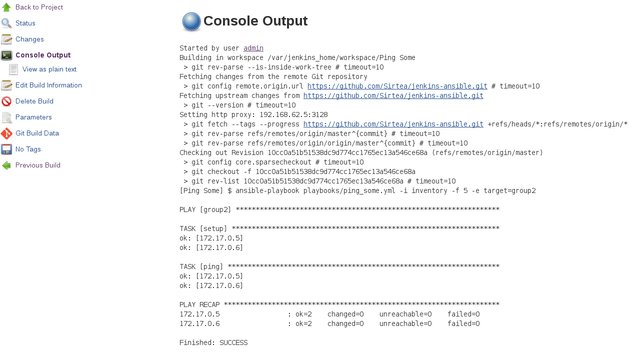 Back to Project
Status
Changes
Console Output
View as plain text
Edit Build Information
Delete Build
Parameters
Git Build Data
No Tags
Previous Build
Console Output
Started by user admin
Building in workspace /var/jenkins_home/workspace/Ping Some
> git rev-parse --is-inside-work-tree # timeout=10
Fetching changes from the remote Git repository
> git config remote.origin.url https://github.com/Sirtea/jenkins-ansible.git # timeout=10
Fetching upstream changes from https://github.com/Sirtea/jenkins-ansible.git
> git --version # timeout=10
Setting http proxy: 192.168.62.5:3128
> git fetch --tags --progress https://github.com/Sirtea/jenkins-ansible.git +refs/heads/*:refs/remotes/origin/*
> git rev-parse refs/remotes/origin/master^{commit} # timeout=10
> git rev-parse refs/remotes/origin/master^{commit} # timeout=10
Checking out Revision 10cc0a51b51538dc9d774cc1765ec13a546ce68a (refs/remotes/origin/master)
> git config core.sparsecheckout # timeout=10
> git checkout -f 10cc0a51b51538dc9d774cc1765ec13a546ce68a
> git rev-list 10cc0a51b51538dc9d774cc1765ec13a546ce68a # timeout=10
[Ping Some] $ ansible-playbook playbooks/ping_some.yml -i inventory -f 5 -e target=group2
PLAY [group2] ******************************************************************
TASK [setup] *******************************************************************
ok: [172.17.0.5]
ok: [172.17.0.6]
TASK [ping] ********************************************************************
ok: [172.17.0.5]
ok: [172.17.0.6]
PLAY RECAP *********************************************************************
172.17.0.5 : ok=2 changed=0 unreachable=0 failed=0
172.17.0.6 : ok=2 changed=0 unreachable=0 failed=0
Finished: SUCCESS